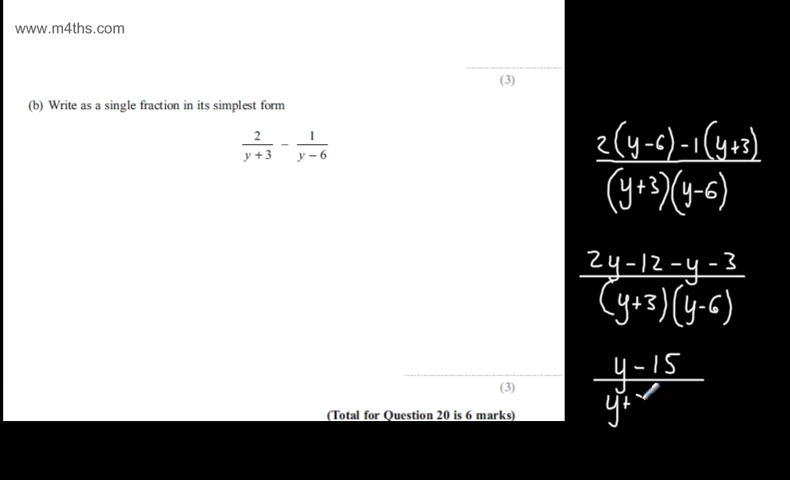 www.m4ths.com
(3)
(b) Write as a single fraction in its simplest form
2/(y + 3) − 1/(y − 6)
(3)
(Total for Question 20 is 6 marks)
2(y-6)-1(y+3)
(y+3)(y-6)
2y-12-y-3
(y+3)(y-6)
y-15
y+